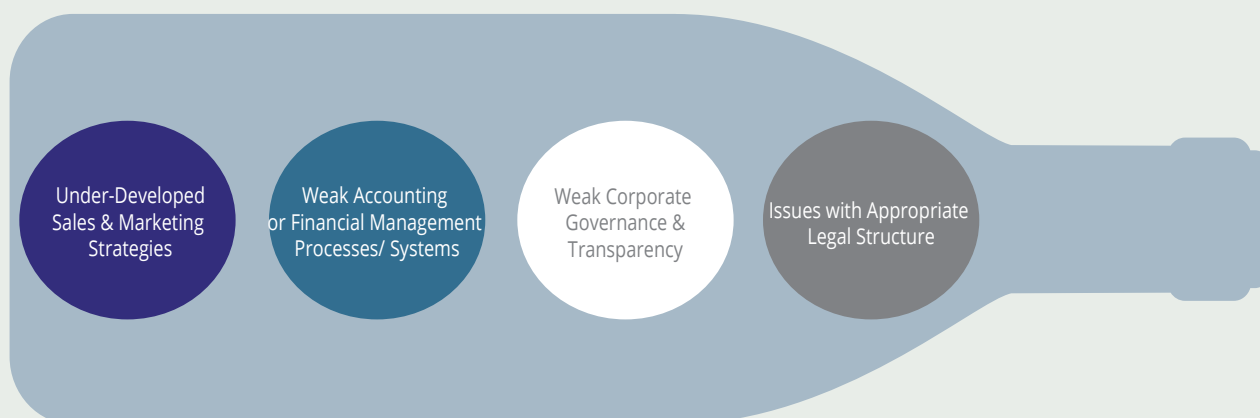 Under-Developed
Sales & Marketing
Strategies
Weak Accounting
or Financial Management
Processes/ Systems
Weak Corporate
Governance &
Transparency
Issues with Appropriate
Legal Structure